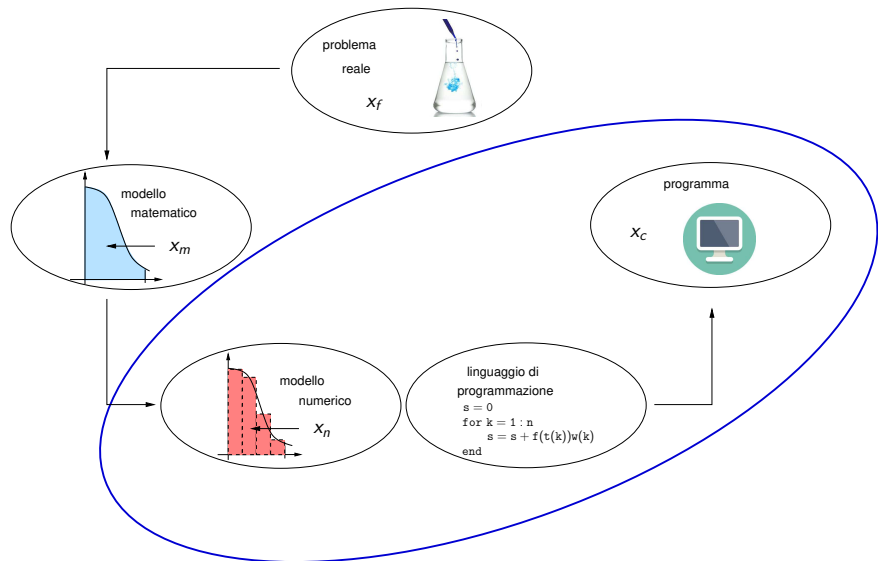 problema
reale
x_f
modello
matematico
x_m
programma
x_c
modello
numerico
x_n
linguaggio di
programmazione
s = 0
for k = 1 : n
s = s + f(t(k))w(k)
end